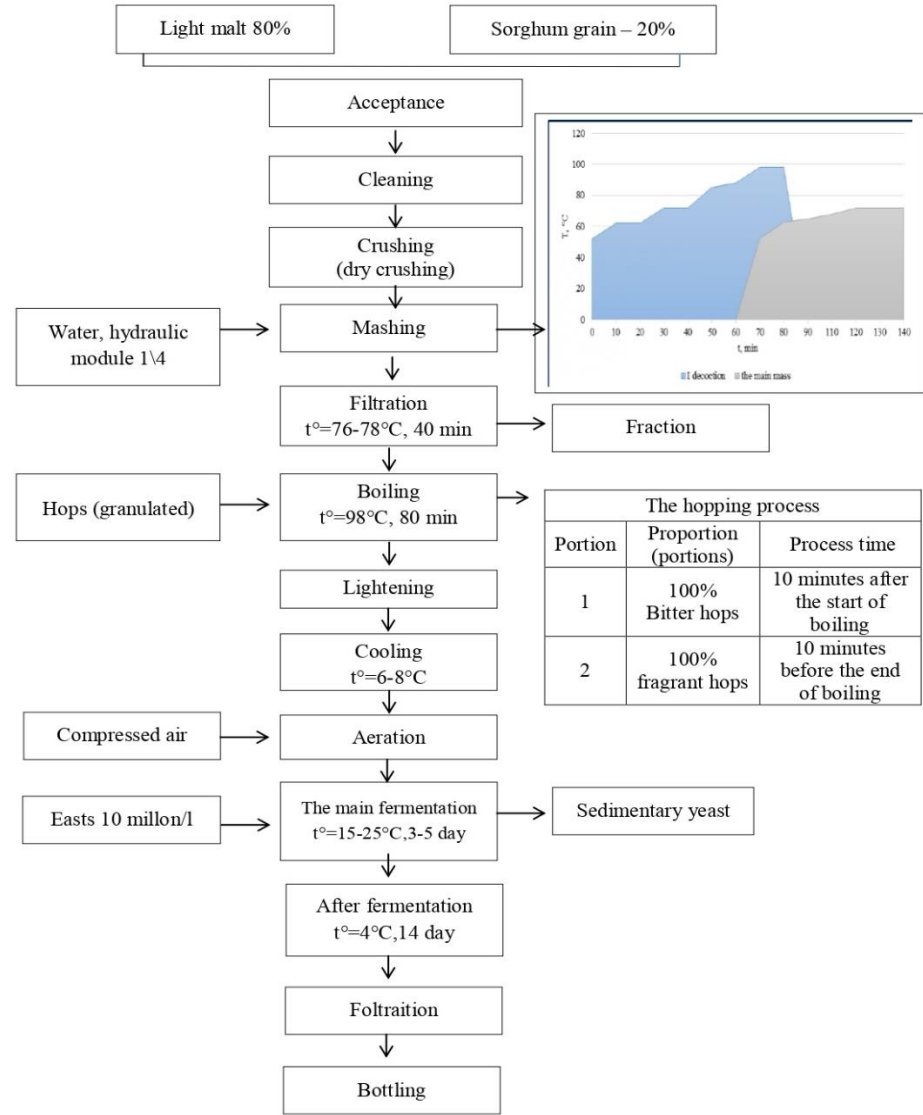 Light malt 80%
Sorghum grain – 20%
Acceptance
Cleaning
Crushing
(dry crushing)
Water, hydraulic
module 1\4
Mashing
120
100
80
60
40
20
0
T, °C
0 10 20 30 40 50 60 70 80 90 100 110 120 130 140
t, min
I decoction the main mass
Filtration
t°=76-78°C, 40 min
Fraction
Hops (granulated)
Boiling
t°=98°C, 80 min
The hopping process
Portion
Proportion
(portions)
Process time
1
100%
Bitter hops
10 minutes after
the start of
boiling
2
100%
fragrant hops
10 minutes
before the end
of boiling
Lightening
Cooling
t°=6-8°C
Compressed air
Aeration
Easts 10 millon/l
The main fermentation
t°=15-25°C,3-5 day
Sedimentary yeast
After fermentation
t°=4°C,14 day
Foltraition
Bottling